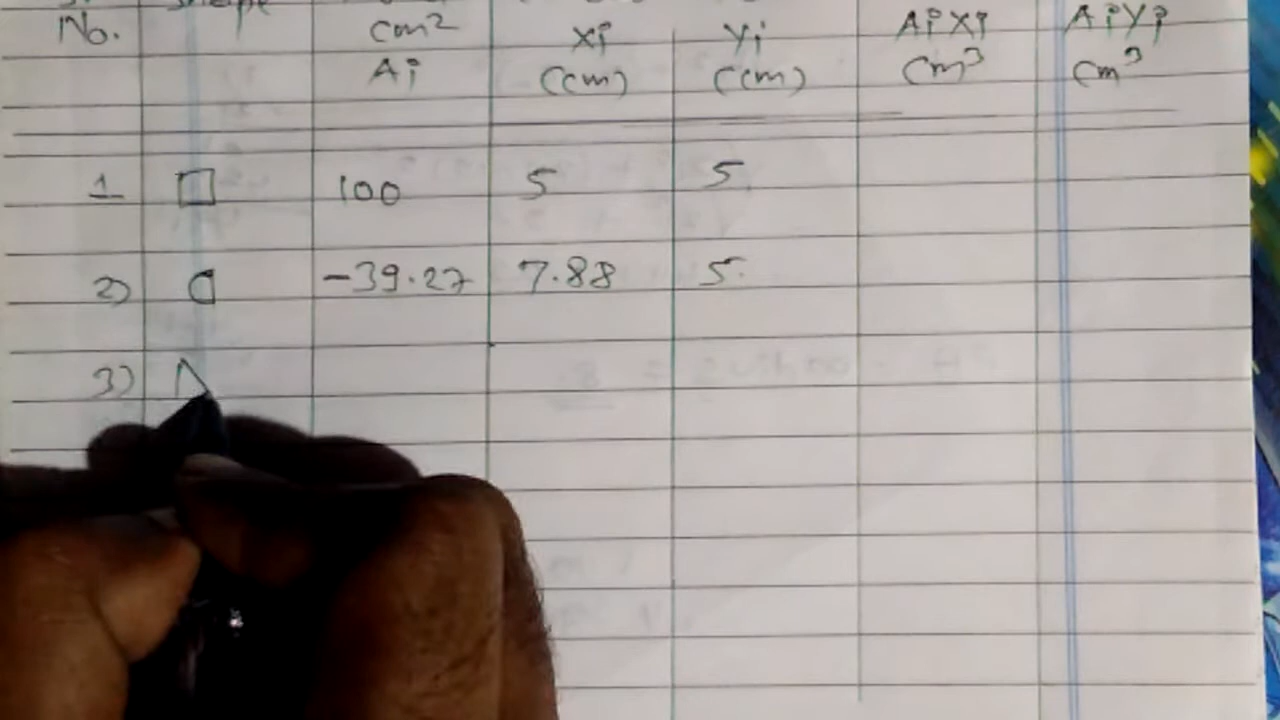 No. cm² xi yi AiXi AiYi
Ai (cm) (cm) cm³ cm³
1 100 5 5
2) -39.27 7.88 5
3)